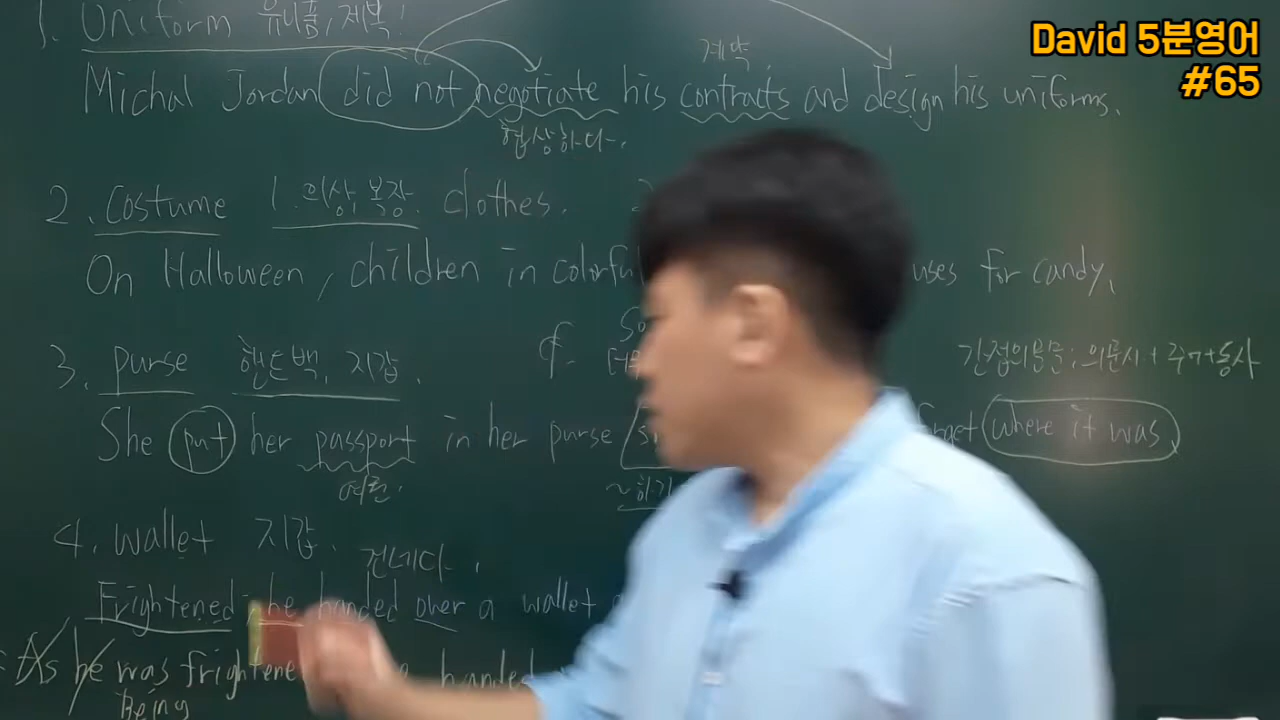 David 5분영어
#65
1. Uniform 유니폼, 제복!
계약
Michal Jordan did not negotiate his contracts and design his uniforms.
협상하다.
2. Costume 1. 의상, 복장. clothes.
On Halloween, children in colorful uses for candy.
3. purse 핸드백, 지갑.
cf.
간접의문문; 의문사 + 주어+동사
She put her passport in her purse where it was.
여권.
~하기
4. wallet 지갑.
건네다.
Frightened, he handed over a wallet
= As he was frightened handed
Being